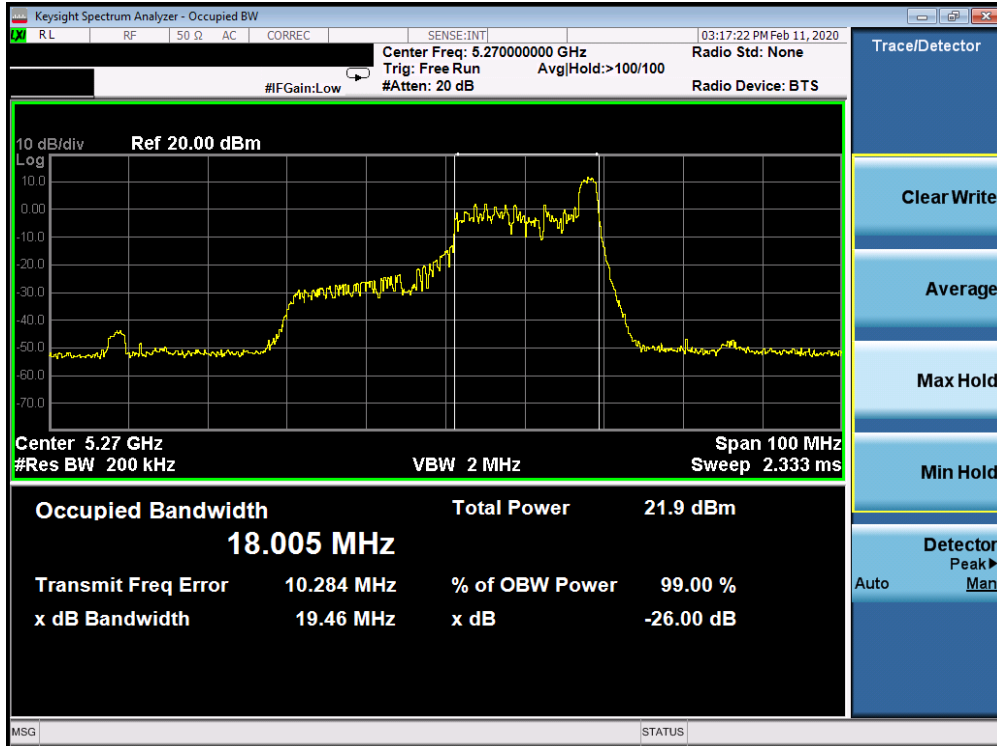 Keysight Spectrum Analyzer - Occupied BW
LXI RL RF 50 Ω AC CORREC SENSE:INT 03:17:22 PM Feb 11, 2020
Center Freq: 5.270000000 GHz Radio Std: None
Trig: Free Run Avg|Hold:>100/100
#IFGain:Low #Atten: 20 dB Radio Device: BTS
10 dB/div Ref 20.00 dBm
Log
10.0
0.00
-10.0
-20.0
-30.0
-40.0
-50.0
-60.0
-70.0
Center 5.27 GHz Span 100 MHz
#Res BW 200 kHz VBW 2 MHz Sweep 2.333 ms
Occupied Bandwidth Total Power 21.9 dBm
18.005 MHz
Transmit Freq Error 10.284 MHz % of OBW Power 99.00 %
x dB Bandwidth 19.46 MHz x dB -26.00 dB
MSG STATUS
Trace/Detector
Clear Write
Average
Max Hold
Min Hold
Detector
Peak▶
Auto Man